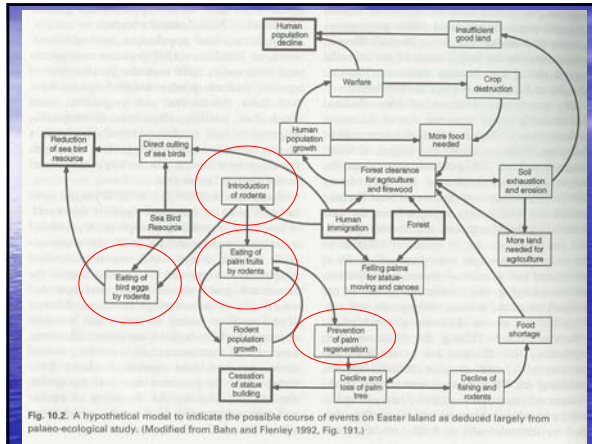 Human
population
decline
Insufficient
good land
Warfare
Crop
destruction
Reduction
of sea bird
resource
Direct culling
of sea birds
Human
population
growth
More food
needed
Introduction
of rodents
Forest clearance
for agriculture
and firewood
Soil
exhaustion
and erosion
Sea Bird
Resource
Human
immigration
Forest
More land
needed for
agriculture
Eating of
bird eggs
by rodents
Eating of
palm fruits
by rodents
Felling palms
for statue-
moving and canoes
Rodent
population
growth
Prevention
of palm
regeneration
Food
shortage
Cessation
of statue
building
Decline and
loss of palm
tree
Decline of
fishing and
rodents
Fig. 10.2. A hypothetical model to indicate the possible course of events on Easter Island as deduced largely from
palaeo-ecological study. (Modified from Bahn and Flenley 1992, Fig. 191.)